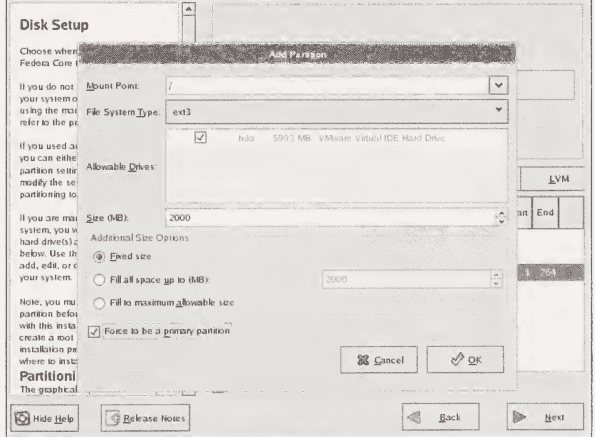 Disk Setup
Choose wher
Fedora Core
If you do not
your system o
using the ma
refer to the p
If you used a
you can eithe
partition settin
modify the se
partitioning to
If you are ma
system, you w
hard drive(s)
below. Use th
add, edit, or
your system.
Note, you mu
partition befo
with this insta
create a root
installation pr
where to inst
Partitioni
The graphical
Add Partition
Mount Point: /
File System Type: ext3
Allowable Drives:
hda 5993 MB VMware Virtual IDE Hard Drive
Size (MB): 2000
Additional Size Options
Fixed size
Fill all space up to (MB): 2000
Fill to maximum allowable size
Force to be a primary partition
Cancel
OK
LVM
art End
1 764
Hide Help
Release Notes
Back
Next